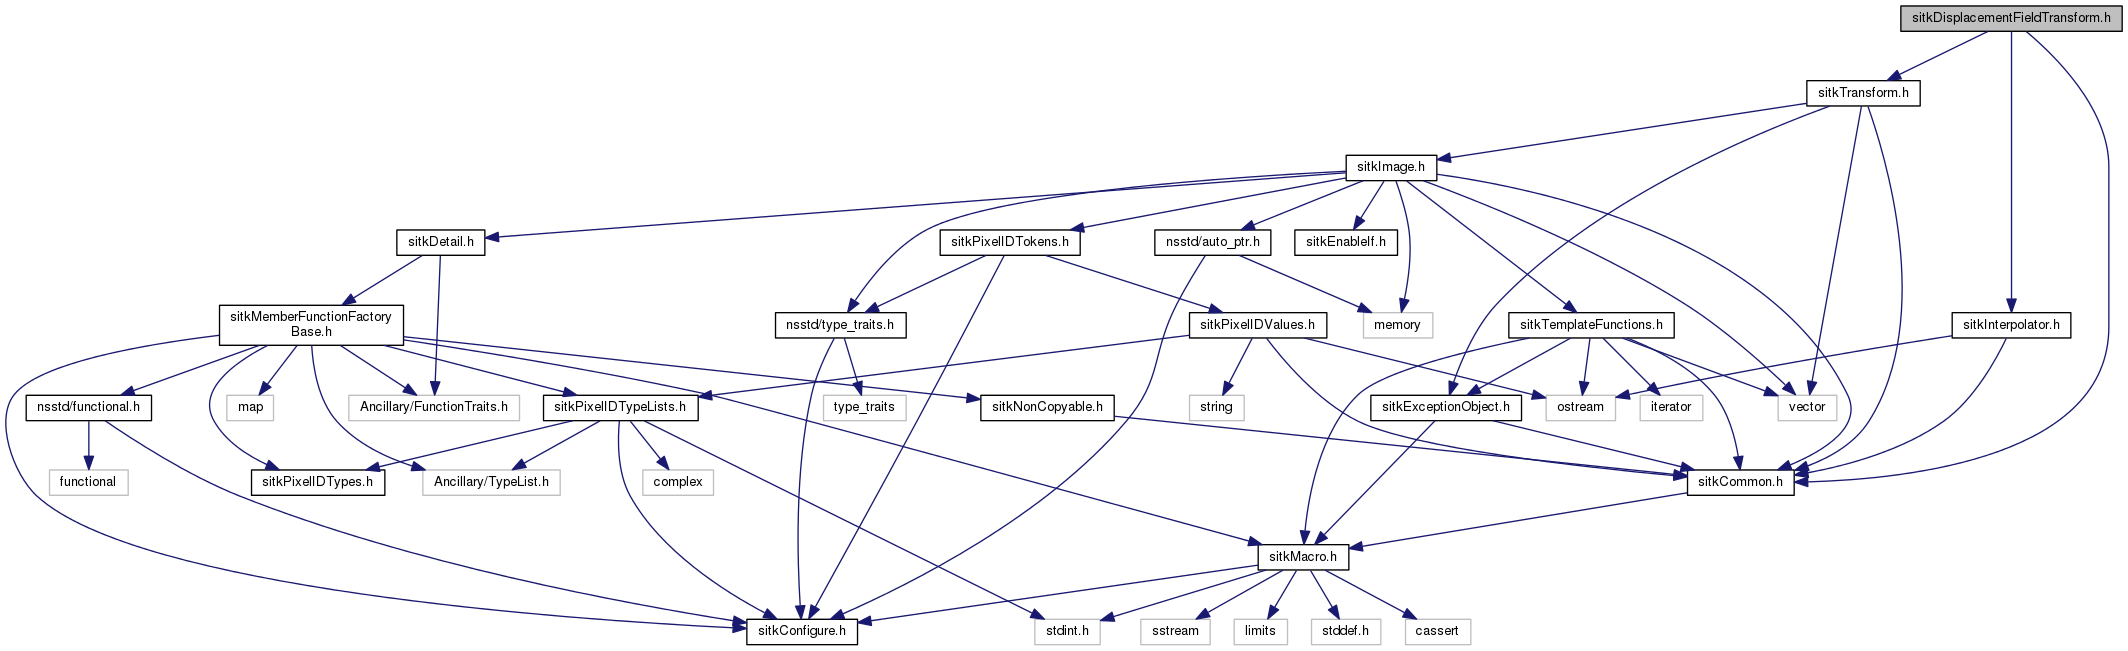 sitkDisplacementFieldTransform.h
sitkTransform.h
sitkImage.h
sitkDetail.h
sitkPixelIDTokens.h
nsstd/auto_ptr.h
sitkEnableIf.h
sitkMemberFunctionFactory
Base.h
nsstd/type_traits.h
sitkPixelIDValues.h
memory
sitkTemplateFunctions.h
sitkInterpolator.h
nsstd/functional.h
map
Ancillary/FunctionTraits.h
sitkPixelIDTypeLists.h
type_traits
sitkNonCopyable.h
string
sitkExceptionObject.h
ostream
iterator
vector
functional
sitkPixelIDTypes.h
Ancillary/TypeList.h
complex
sitkCommon.h
sitkMacro.h
sitkConfigure.h
stdint.h
sstream
limits
stddef.h
cassert